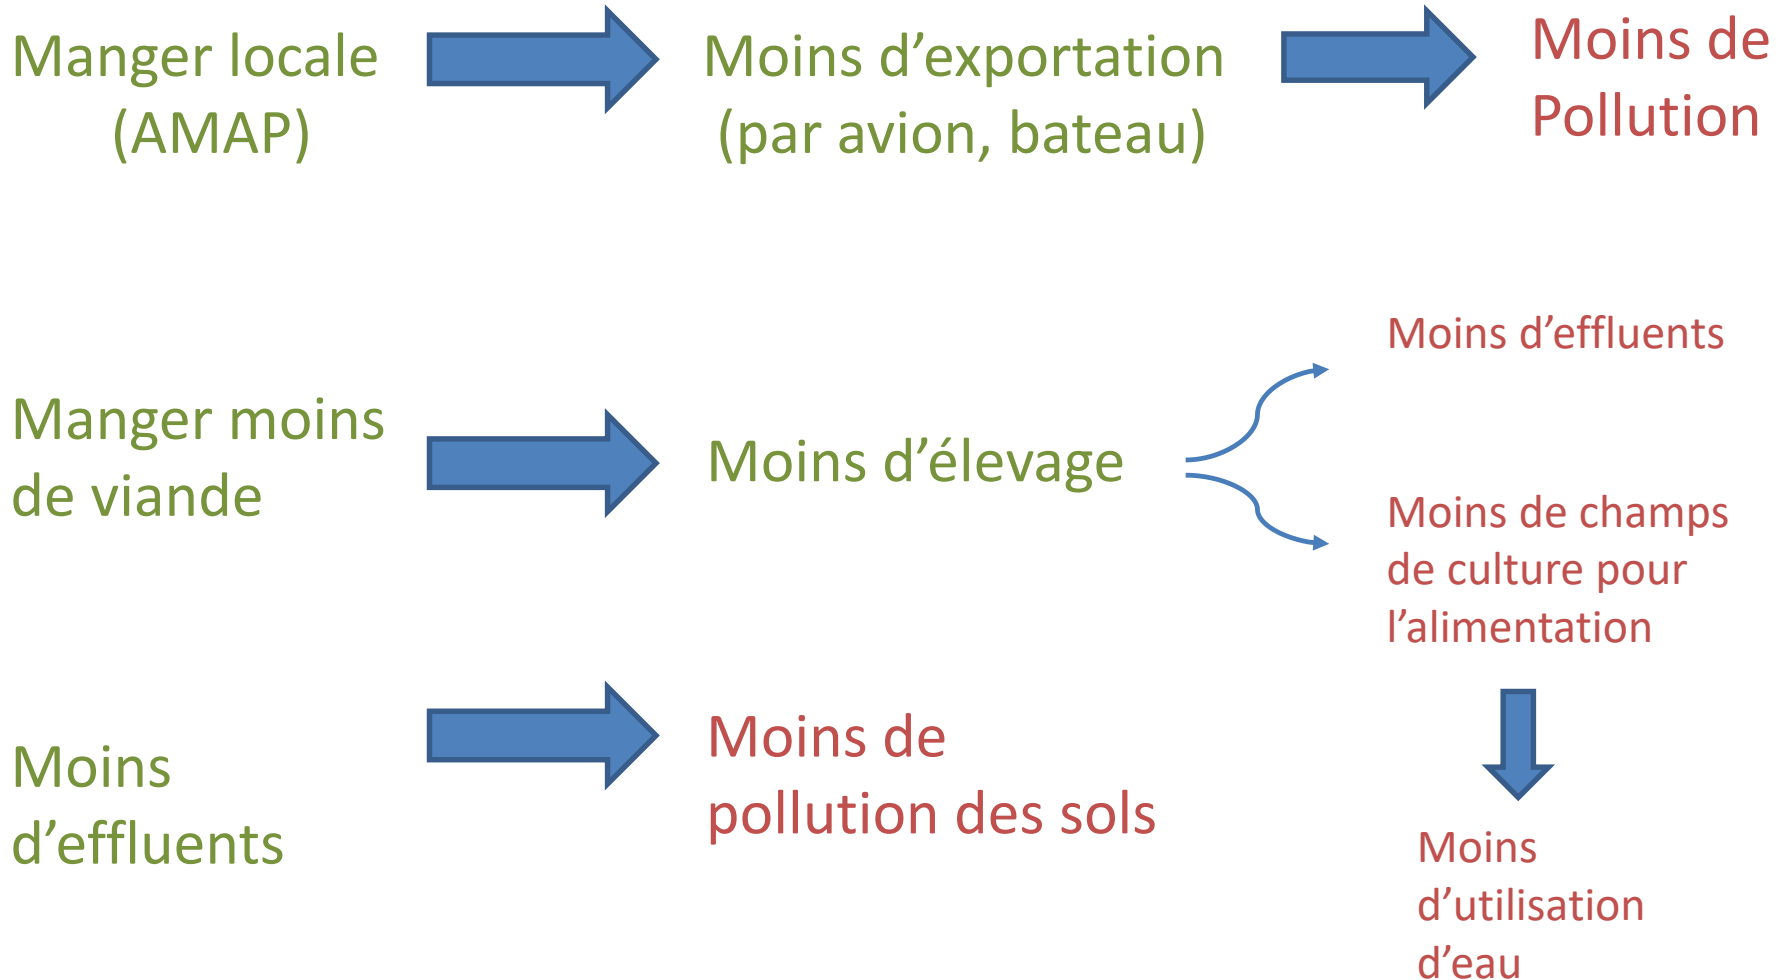 Manger locale
(AMAP)
Moins d’exportation
(par avion, bateau)
Moins de
Pollution
Manger moins
de viande
Moins d’élevage
Moins d’effluents
Moins de champs
de culture pour
l’alimentation
Moins
d’effluents
Moins de
pollution des sols
Moins
d’utilisation
d’eau